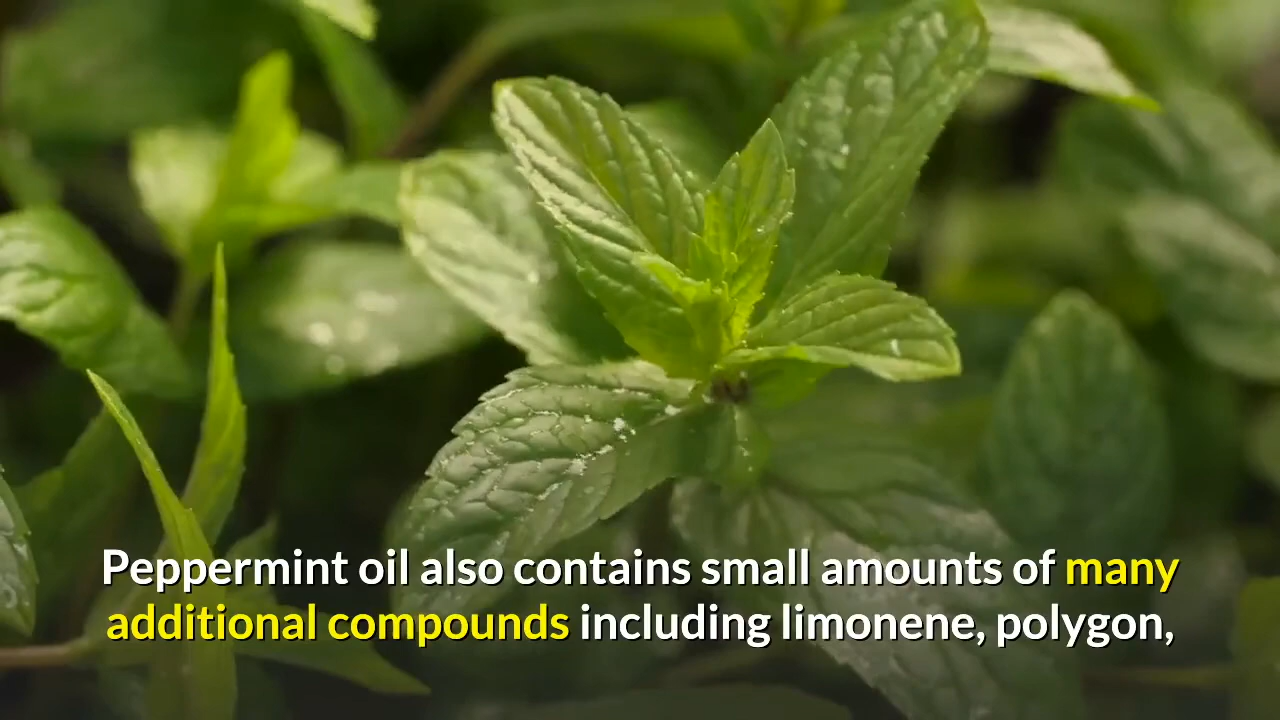 Peppermint oil also contains small amounts of many
additional compounds including limonene, polygon,